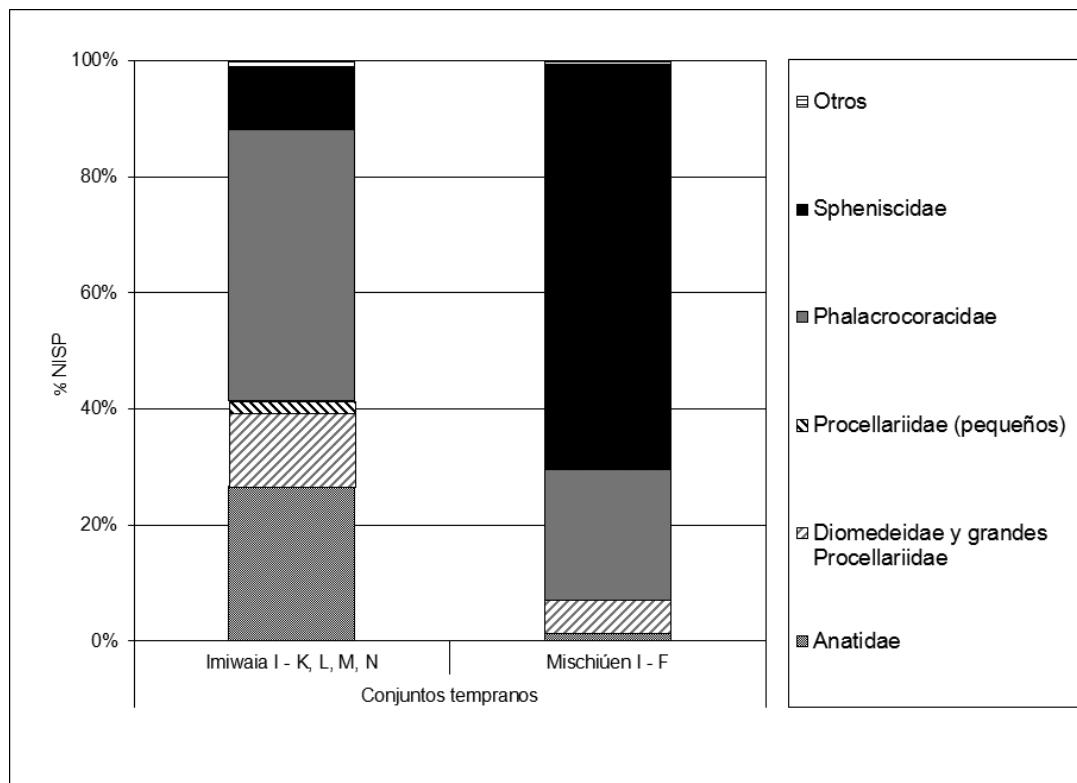 100%
80%
60%
40%
20%
0%
% NISP
Imiwaia I - K, L, M, N
Mischiúen I - F
Conjuntos tempranos
Otros
Spheniscidae
Phalacrocoracidae
Procellariidae (pequeños)
Diomedeidae y grandes
Procellariidae
Anatidae